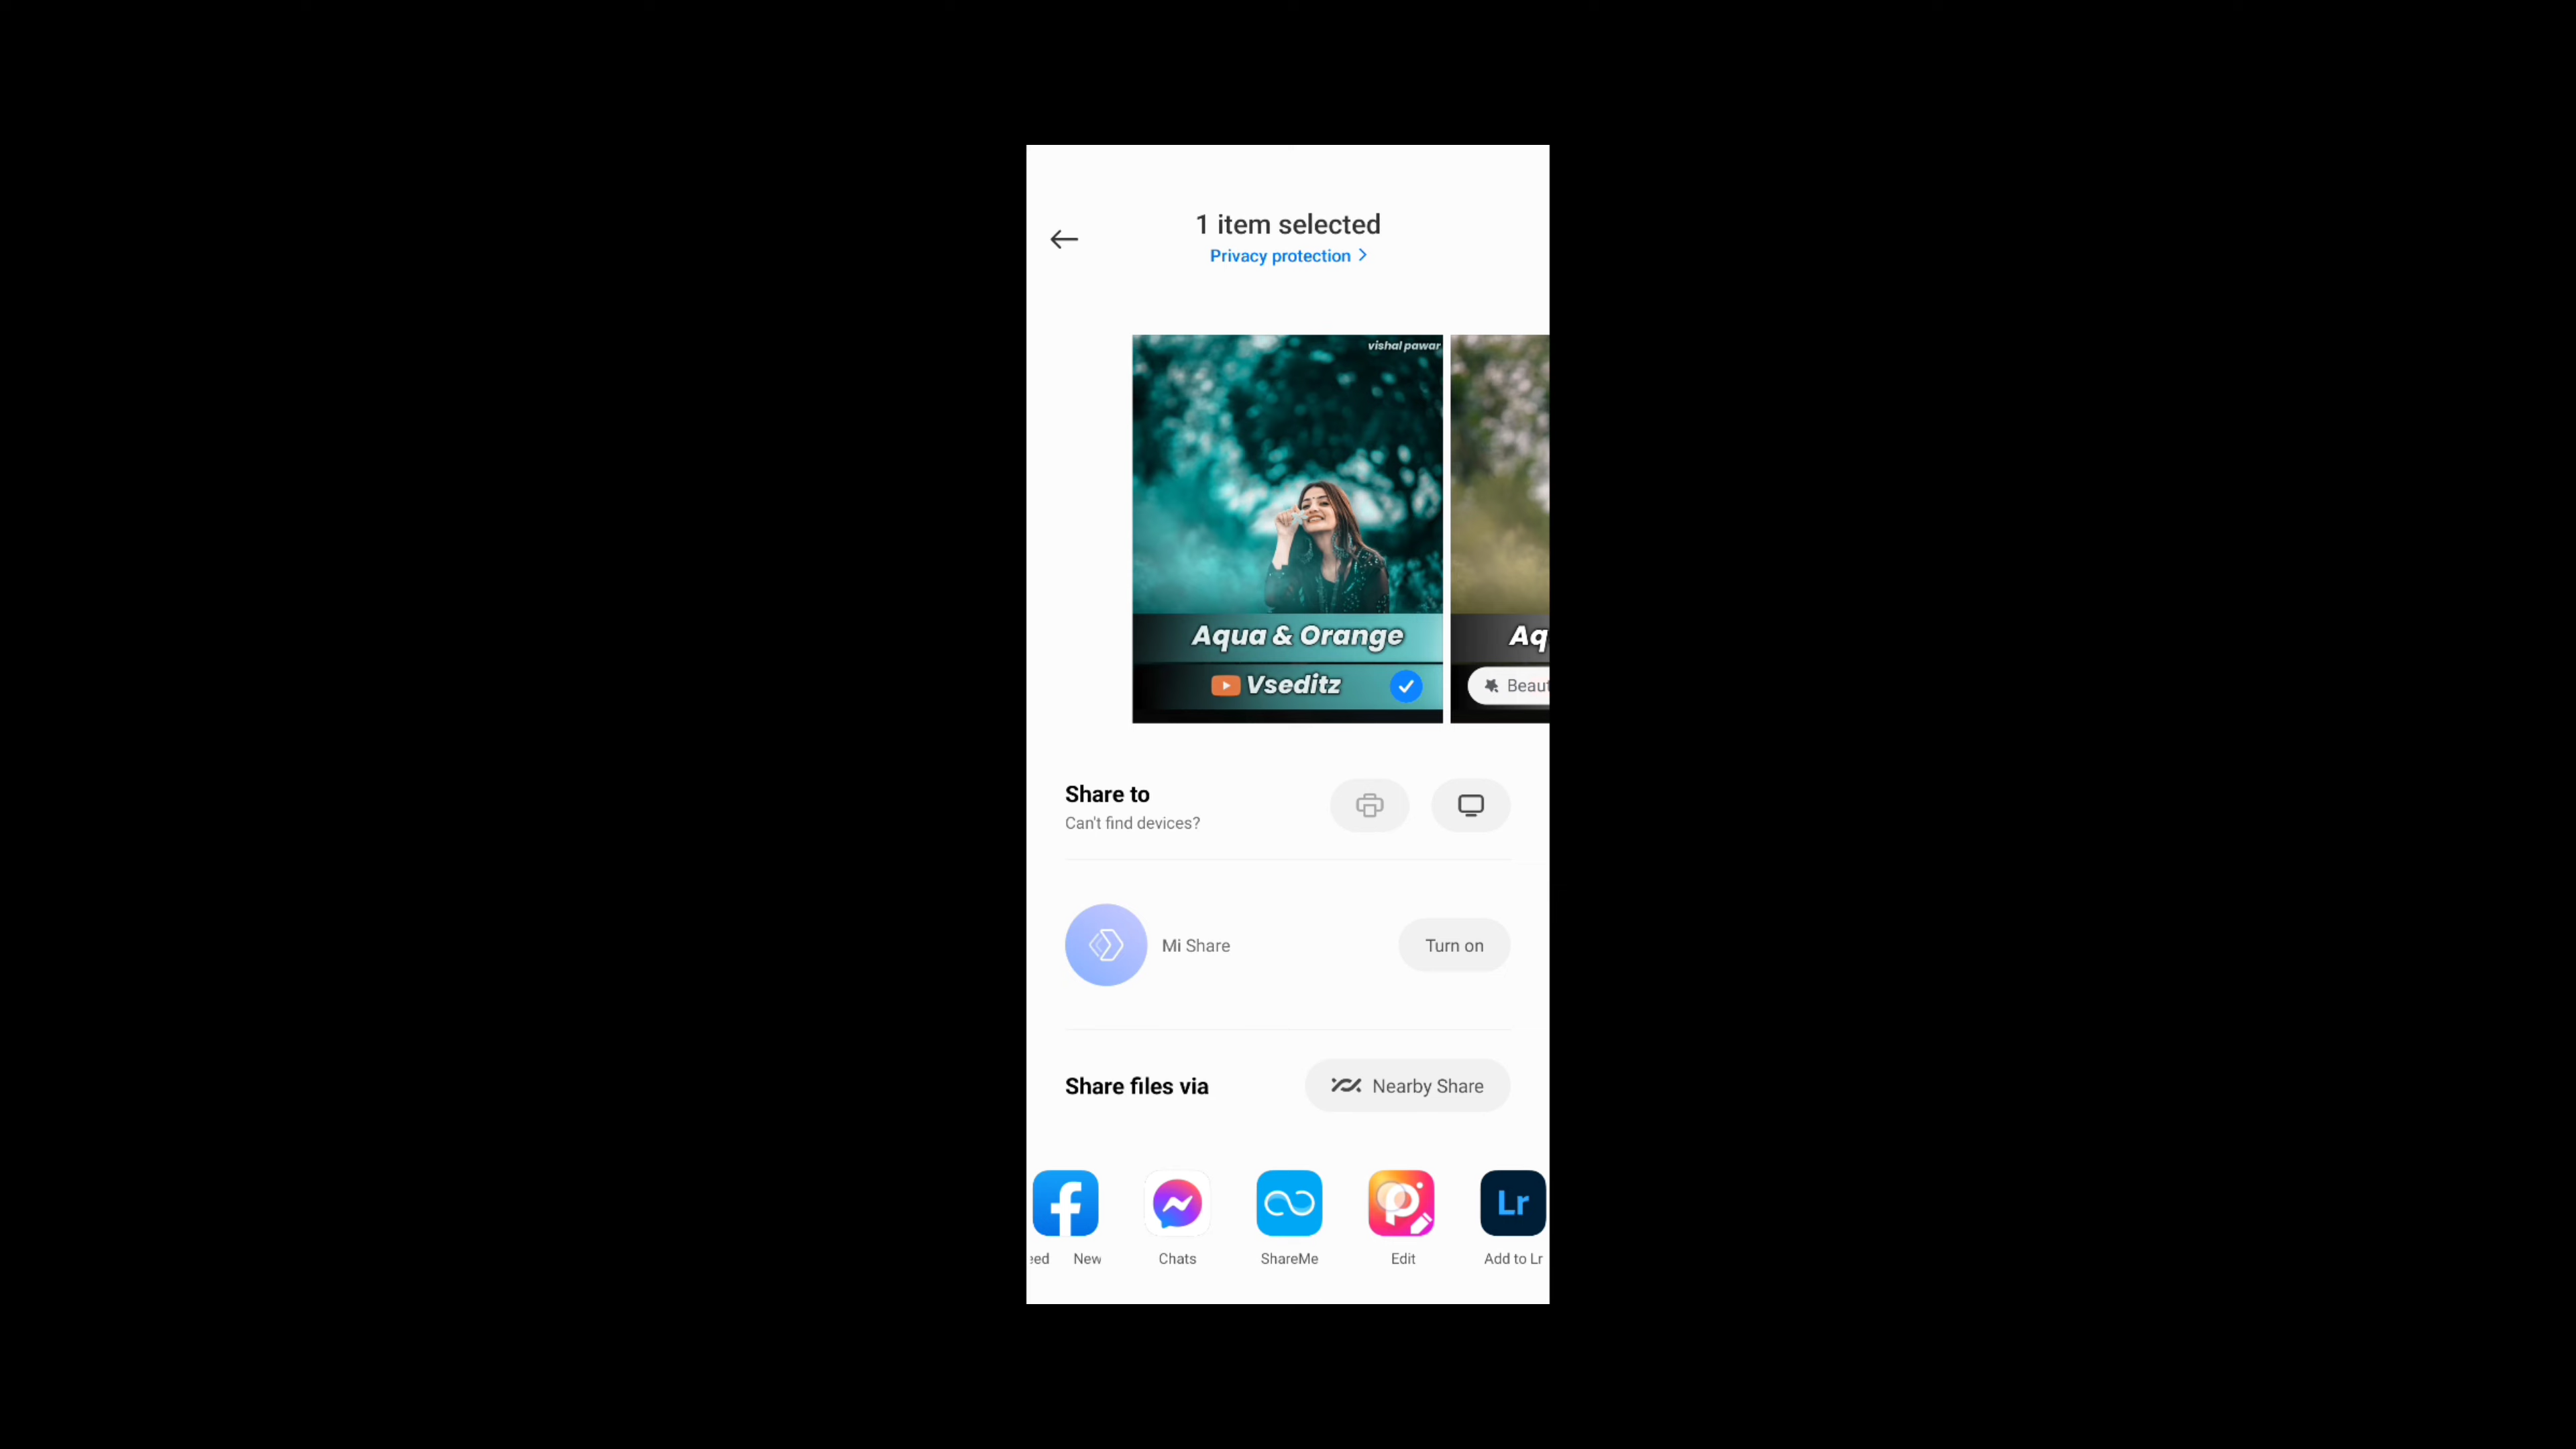 1 item selected
Privacy protection
vishal pawar
Aqua & Orange
Vseditz
Aq
Beaut
Share to
Can't find devices?
Mi Share
Turn on
Share files via
Nearby Share
Lr
eed New
Chats
ShareMe
Edit
Add to Lr